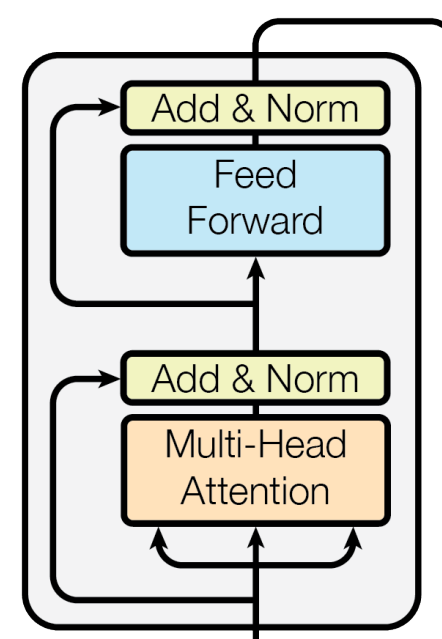 Add & Norm
Feed
Forward
Add & Norm
Multi-Head
Attention